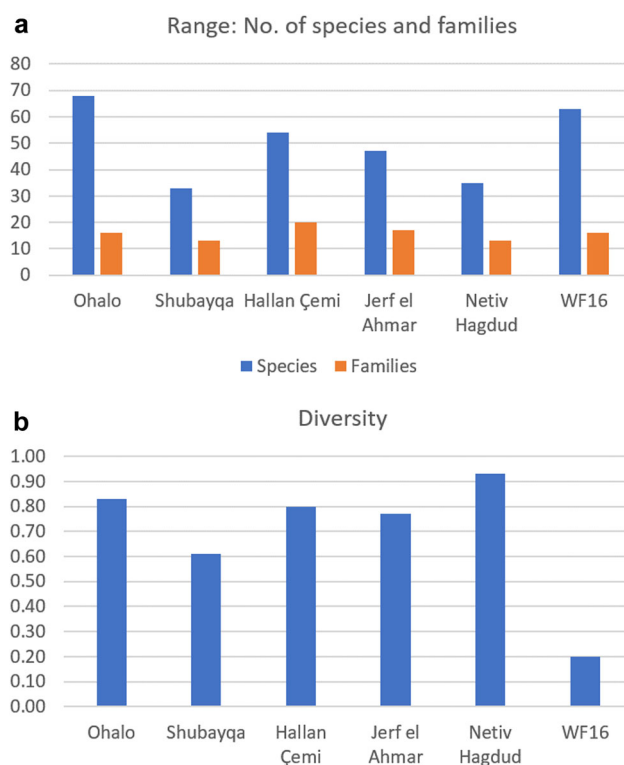 a
Range: No. of species and families
80
70
60
50
40
30
20
10
0
Ohalo Shubayqa Hallan Çemi Jerf el Ahmar Netiv Hagdud WF16
Species Families
b
Diversity
1.00
0.90
0.80
0.70
0.60
0.50
0.40
0.30
0.20
0.10
0.00
Ohalo Shubayqa Hallan Çemi Jerf el Ahmar Netiv Hagdud WF16